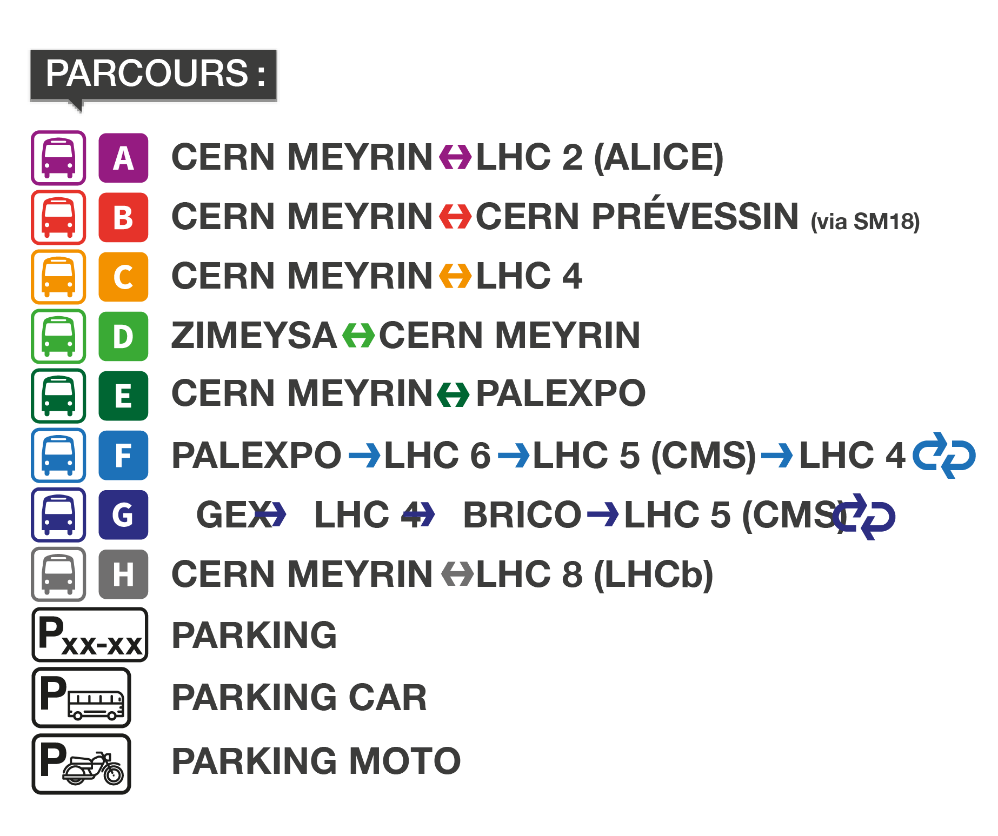 PARCOURS :
A CERN MEYRIN ↔ LHC 2 (ALICE)
B CERN MEYRIN ↔ CERN PRÉVESSIN (via SM18)
C CERN MEYRIN ↔ LHC 4
D ZIMEYSA ↔ CERN MEYRIN
E CERN MEYRIN ↔ PALEXPO
F PALEXPO → LHC 6 → LHC 5 (CMS) → LHC 4
G GEX → LHC 4 → BRICO → LHC 5 (CMS)
H CERN MEYRIN ↔ LHC 8 (LHCb)
Pxx-xx PARKING
P PARKING CAR
P PARKING MOTO